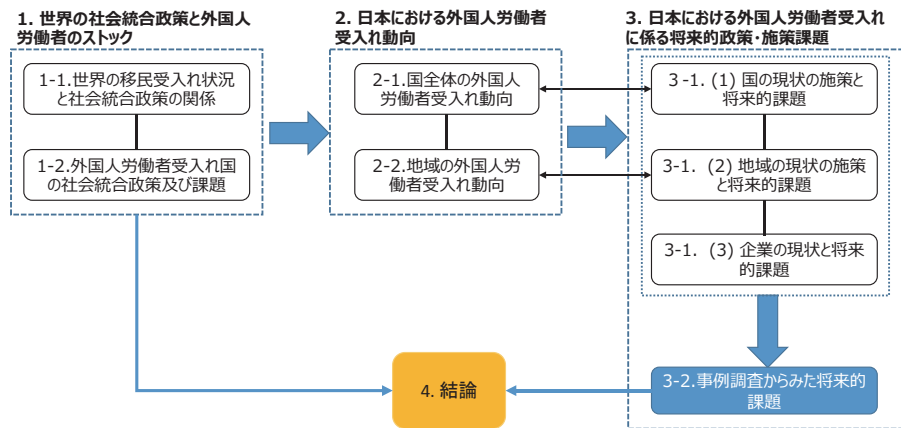 1. 世界の社会統合政策と外国人
労働者のストック
1-1.世界の移民受入れ状況
と社会統合政策の関係
1-2.外国人労働者受入れ国
の社会統合政策及び課題
2. 日本における外国人労働者
受入れ動向
2-1.国全体の外国人
労働者受入れ動向
2-2.地域の外国人労
働者受入れ動向
3. 日本における外国人労働者受入れ
に係る将来的政策・施策課題
3-1. (1) 国の現状の施策と
将来的課題
3-1. (2) 地域の現状の施策
と将来的課題
3-1. (3) 企業の現状と将来
的課題
3-2.事例調査からみた将来的
課題
4. 結論